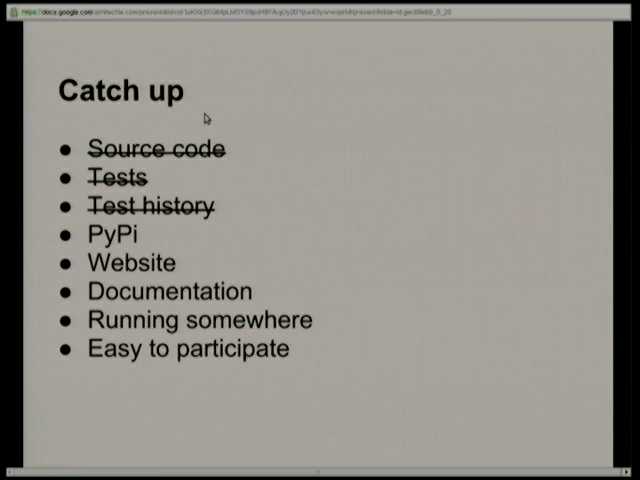 Catch up
● Source code
● Tests
● Test history
● PyPi
● Website
● Documentation
● Running somewhere
● Easy to participate